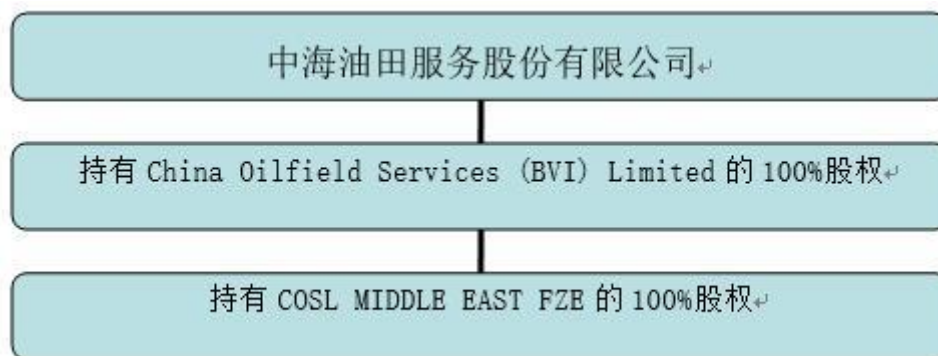 中海油田服务股份有限公司
持有 China Oilfield Services (BVI) Limited 的 100%股权
持有 COSL MIDDLE EAST FZE 的 100%股权